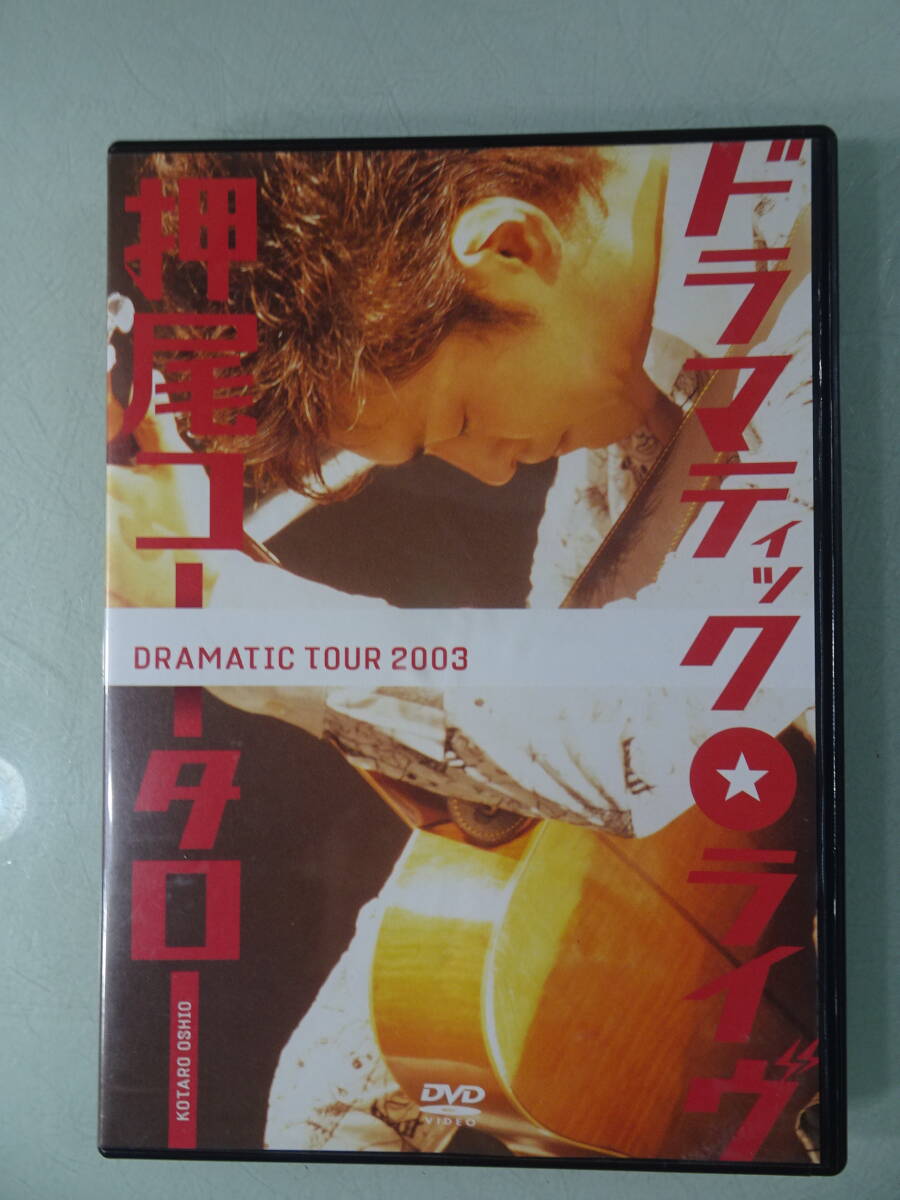 ドラマティック★ライヴ
押尾コータロー
KOTARO OSHIO
DRAMATIC TOUR 2003
DVD
VIDEO